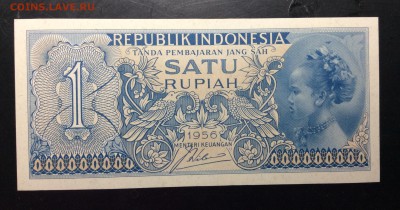 COINS.LAVE.RU
REPUBLIK INDONESIA
TANDA PEMBAJARAN JANG SAH
1
SATU
RUPIAH
1956
MENTERI KEUANGAN